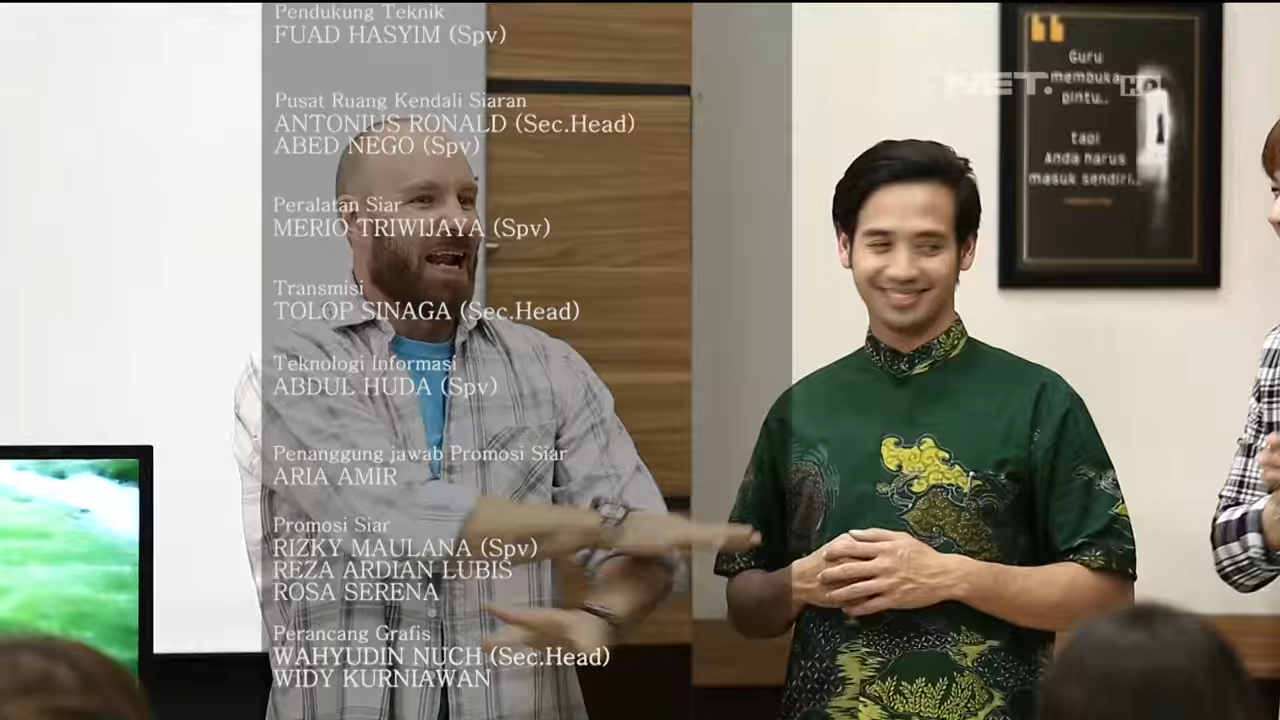 Pendukung Teknik
FUAD HASYIM (Spv)
Pusat Ruang Kendali Siaran
ANTONIUS RONALD (Sec.Head)
ABED NEGO (Spv)
Peralatan Siar
MERIO TRIWIJAYA (Spv)
Transmisi
TOLOP SINAGA (Sec.Head)
Teknologi Informasi
ABDUL HUDA (Spv)
Penanggung jawab Promosi Siar
ARIA AMIR
Promosi Siar
RIZKY MAULANA (Spv)
REZA ARDIAN LUBIS
ROSA SERENA
Perancang Grafis
WAHYUDIN NUCH (Sec.Head)
WIDY KURNIAWAN
NET. HD
Guru
membuka
pintu..
tapi
Anda harus
masuk sendiri..